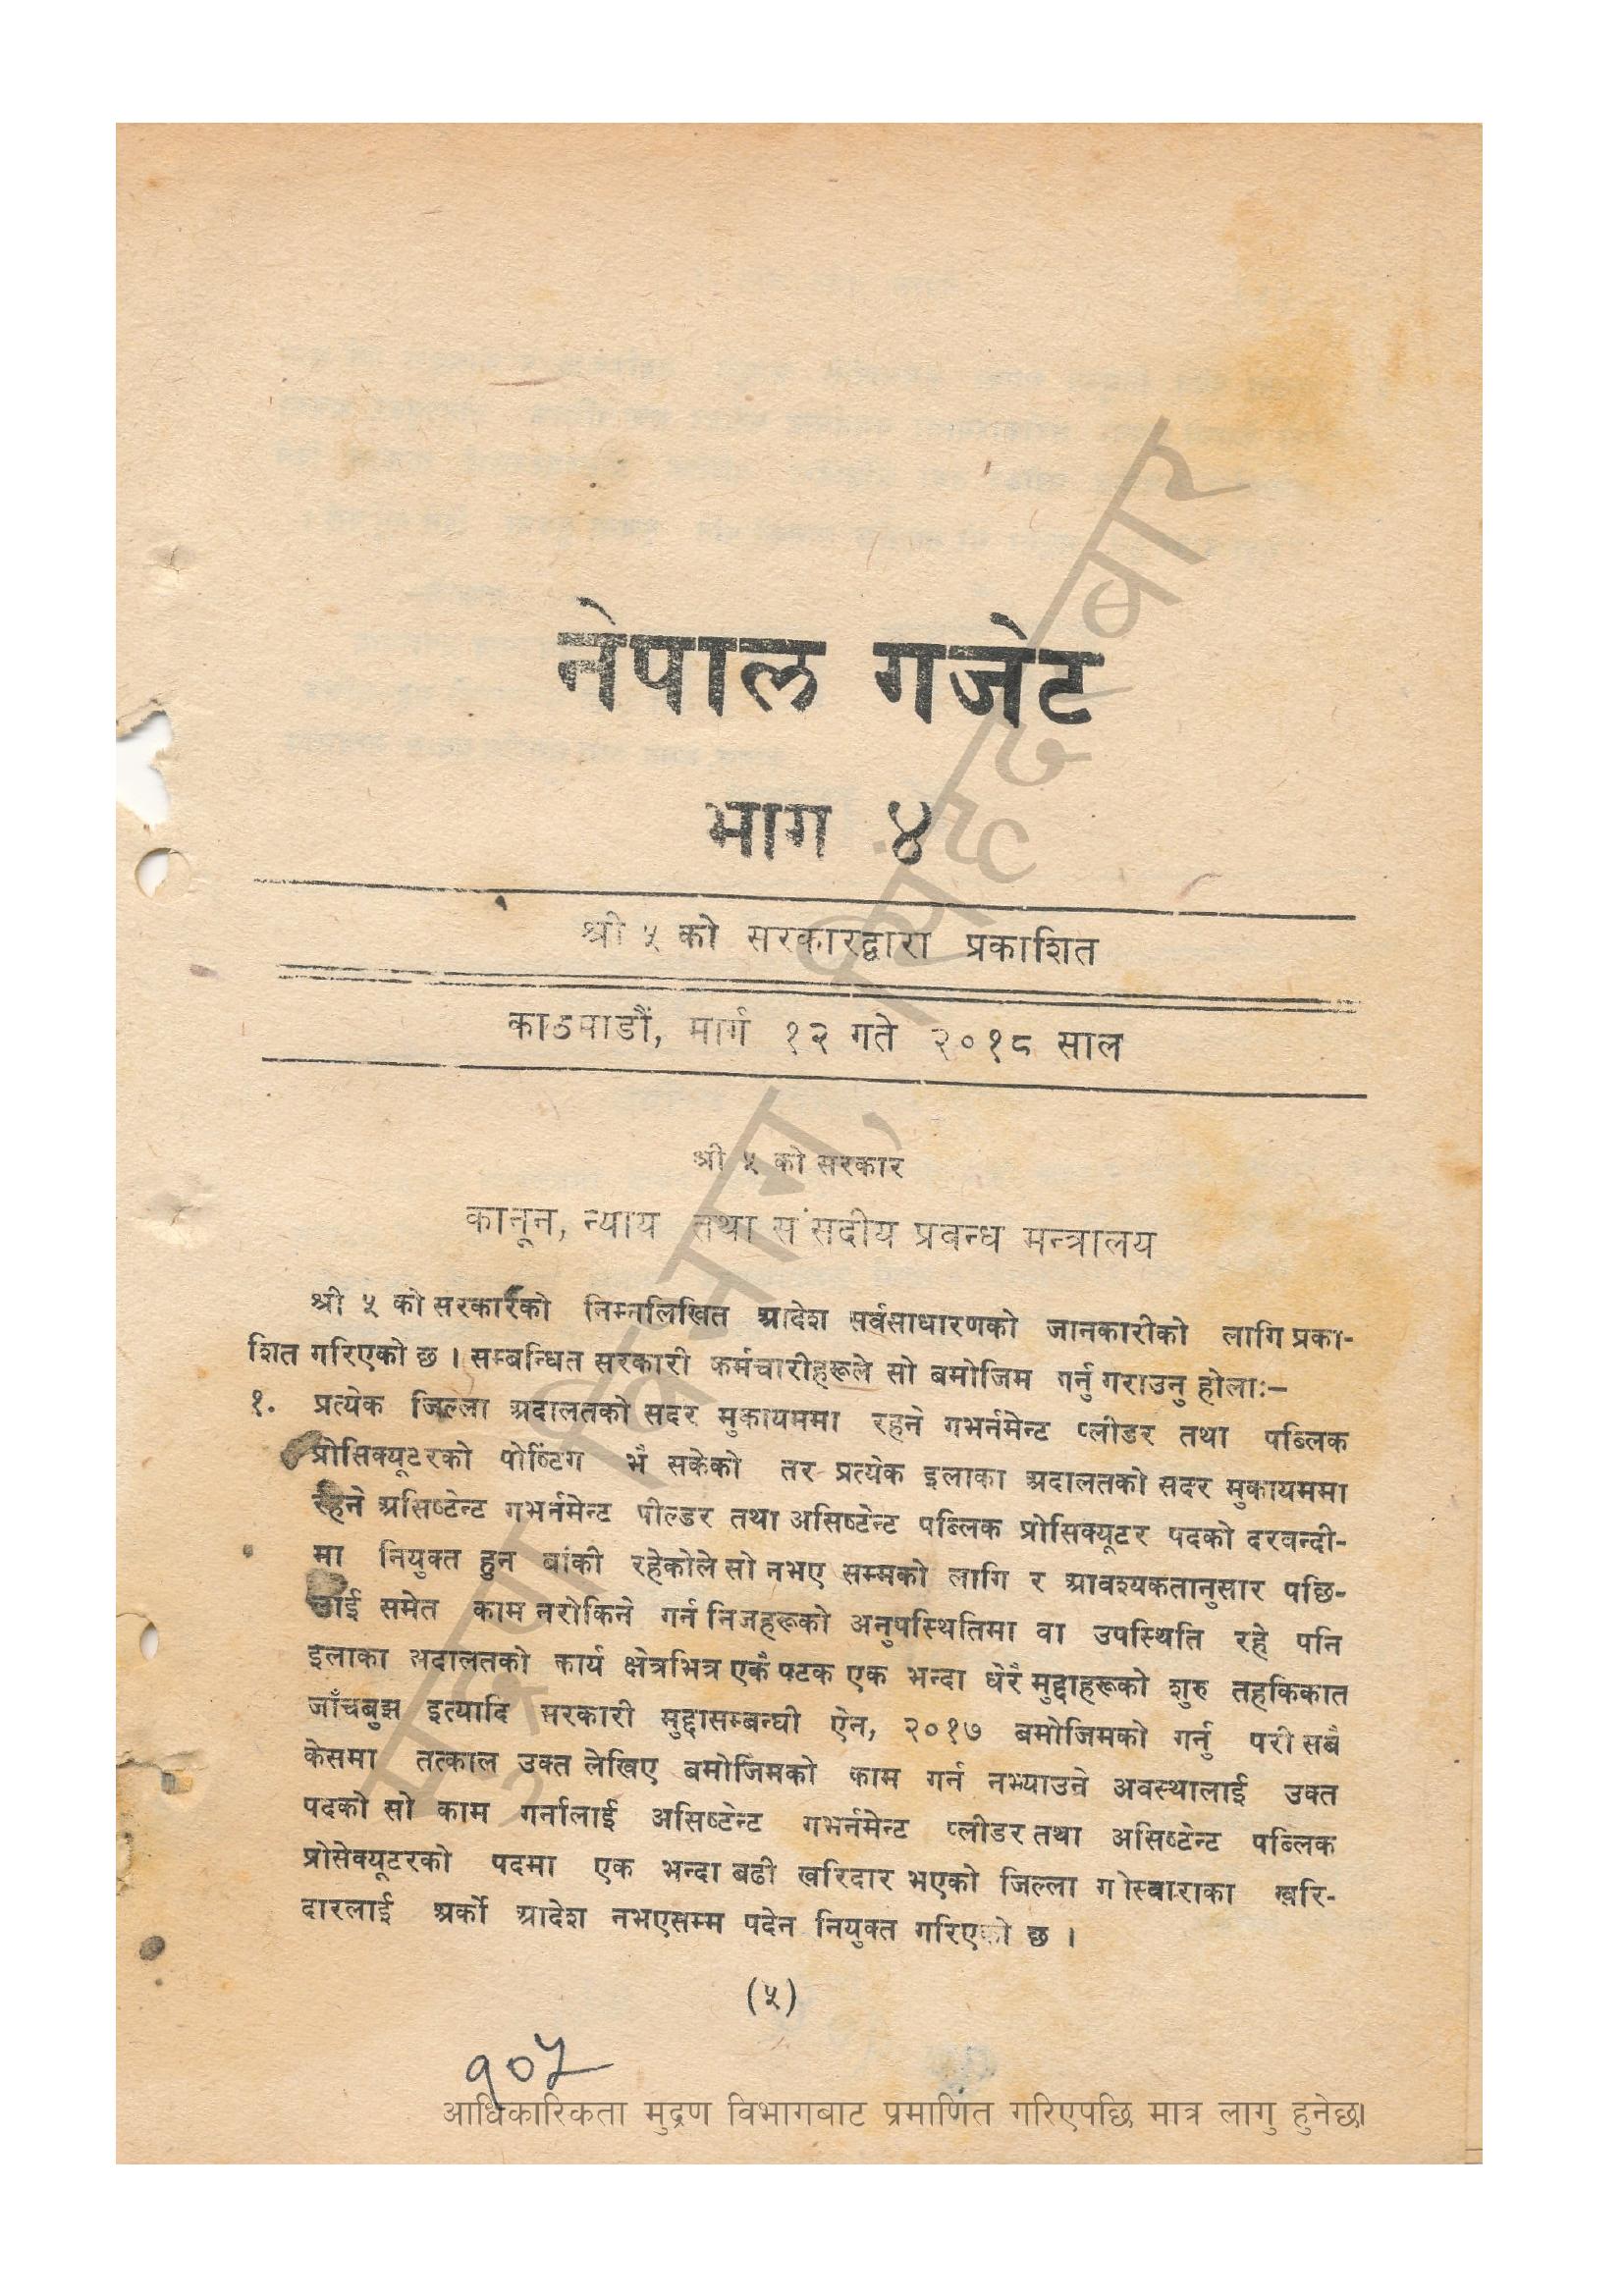 नेपाल गजेट
भाग ४
श्री ५ को सरकारद्वारा प्रकाशित
काठमाडौं, मार्ग १२ गते २०१८ साल
श्री ५ को सरकार
कानून, न्याय तथा संसदीय प्रबन्ध मन्त्रालय
श्री ५ को सरकारको निम्नलिखित आदेश सर्वसाधारणको जानकारीको लागि प्रका-
शित गरिएको छ । सम्बन्धित सरकारी कर्मचारीहरूले सो बमोजिम गर्नु गराउनु होला:—
१. प्रत्येक जिल्ला अदालतको सदर मुकायममा रहने गभर्नमेन्ट प्लीडर तथा पब्लिक
प्रोसिक्यूटरको पोष्टिंग भै सकेको तर प्रत्येक इलाका अदालतको सदर मुकायममा
रहने असिष्टेन्ट गभर्नमेन्ट पील्डर तथा असिष्टेन्ट पब्लिक प्रोसिक्यूटर पदको दरवन्दी-
मा नियुक्त हुन बांकी रहेकोले सो नभए सम्मको लागि र आवश्यकतानुसार पछि-
लाई समेत काम नरोकिने गर्न निजहरूको अनुपस्थितिमा वा उपस्थिति रहे पनि
इलाका अदालतको कार्य क्षेत्रभित्र एकै पटक एक भन्दा धेरै मुद्दाहरूको शुरु तहकिकात
जाँचबुझ इत्यादि सरकारी मुद्दासम्बन्धी ऐन, २०१७ बमोजिमको गर्नु परी सबै
केसमा तत्काल उक्त लेखिए बमोजिमको काम गर्न नभ्याउने अवस्थालाई उक्त
पदको सो काम गर्नालाई असिष्टेन्ट गभर्नमेन्ट प्लीडर तथा असिष्टेन्ट पब्लिक
प्रोसेक्यूटरको पदमा एक भन्दा बढी खरिदार भएको जिल्ला गोस्वाराका खरि-
दारलाई अर्को आदेश नभएसम्म पदेन नियुक्त गरिएको छ ।
(५)
१०५
आधिकारिकता मुद्रण विभागबाट प्रमाणित गरिएपछि मात्र लागु हुनेछ।
मुद्रण विभाग, सिंहदरवार